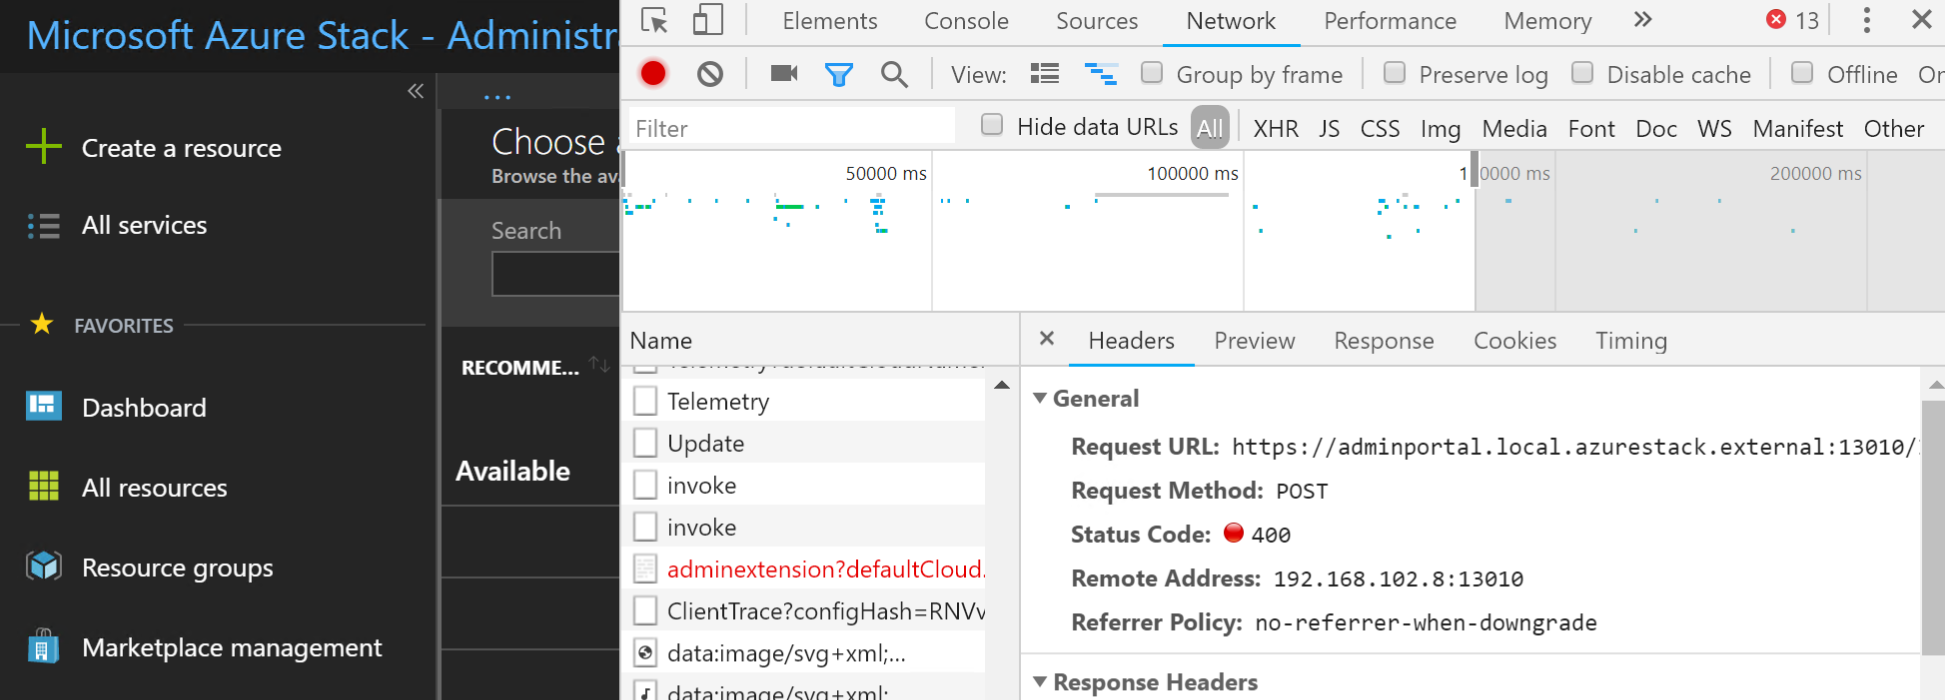 Microsoft Azure Stack - Administra
Create a resource
All services
FAVORITES
Dashboard
All resources
Resource groups
Marketplace management
Choose a
Browse the ava
Search
RECOMME...
Available
Elements Console Sources Network Performance Memory 13
View: Group by frame Preserve log Disable cache Offline On
Filter Hide data URLs All XHR JS CSS Img Media Font Doc WS Manifest Other
50000 ms 100000 ms 1 0000 ms 200000 ms
Name
Telemetry
Update
invoke
invoke
adminextension?defaultCloud.
ClientTrace?configHash=RNVv
data:image/svg+xml;...
data:image/svg+xml;
Headers Preview Response Cookies Timing
General
Request URL: https://adminportal.local.azurestack.external:13010/
Request Method: POST
Status Code: 400
Remote Address: 192.168.102.8:13010
Referrer Policy: no-referrer-when-downgrade
Response Headers